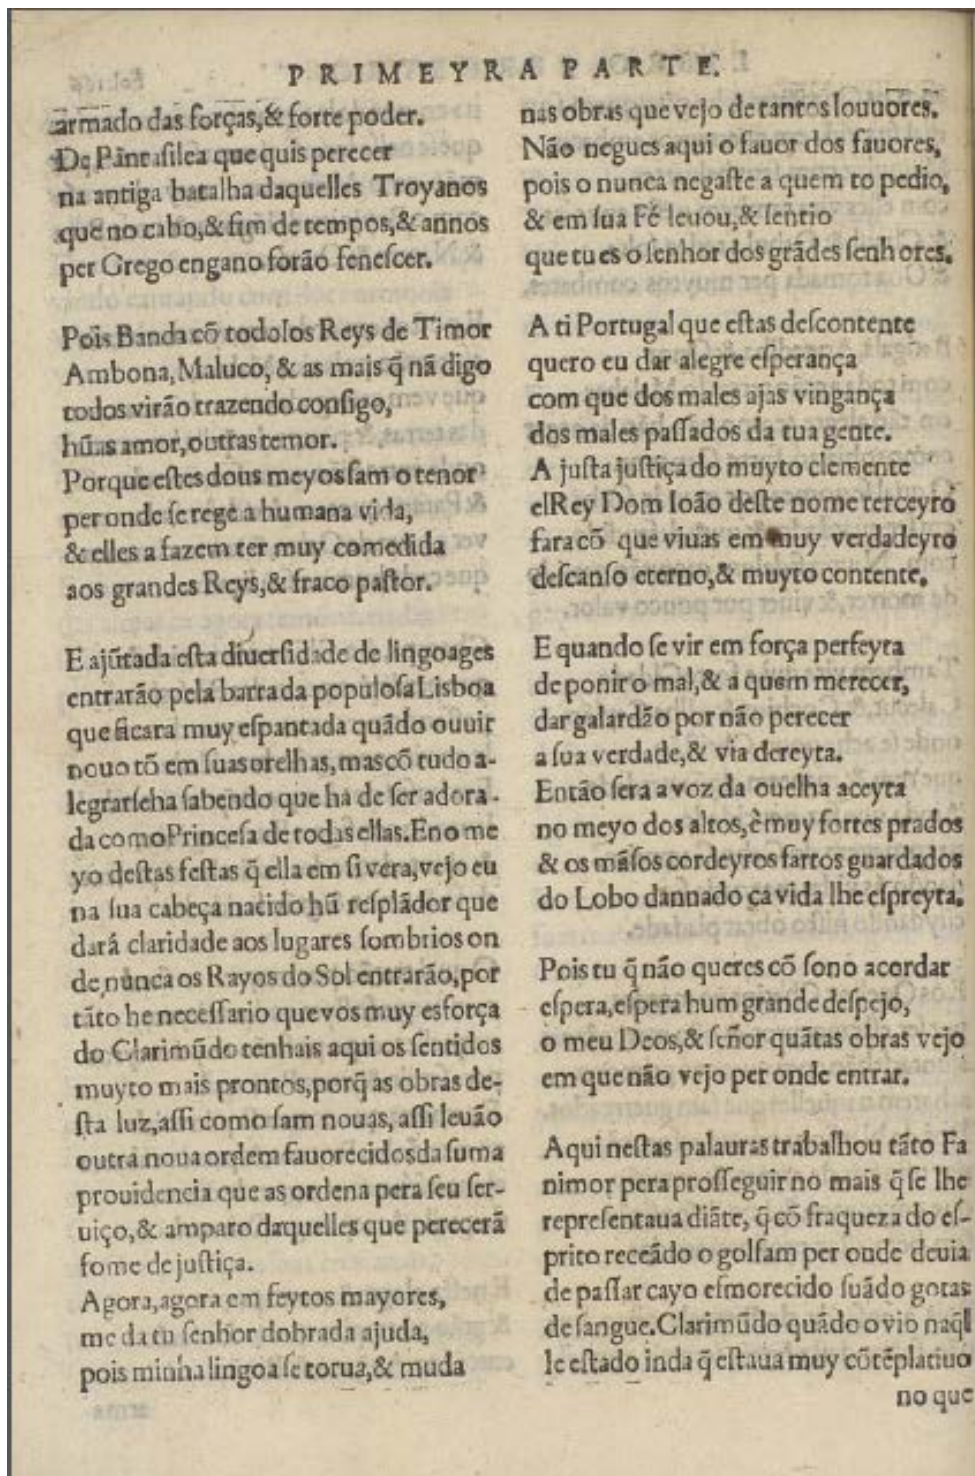 PRIMEYRA PARTE.
armado das forças,& forte poder.
De Pãntasilea que quis perecer
na antiga batalha daquelles Troyanos
que no cabo,& fim de tempos,& annos
per Grego engano forão fenescer.
Pois Banda cõ todolos Reys de Timor
Ambona, Maluco, & as mais q̃ nã digo
todos virão trazendo consigo,
hũas amor, outras temor.
Porque estes dous meyos sam o tenor
per onde se rege a humana vida,
& elles a fazem ter muy comedida
aos grandes Reys,& fraco pastor.
E ajũtada esta diuersidade de lingoages
entrarão pela barra da populosa Lisboa
que ficara muy espantada quãdo ouuir
nouo tõ em suas orelhas, mas cõ tudo a-
legrarseha sabendo que ha de ser adora-
da como Princesa de todas ellas. E no me
yo destas festas q̃ ella em si vera, vejo eu
na sua cabeça nacido hũ resplãdor que
dará claridade aos lugares sombrios on
de nunca os Rayos do Sol entrarão, por
tãto he necessario que vos muy esforça
do Clarimũdo tenhais aqui os sentidos
muyto mais prontos, porq̃ as obras de-
sta luz, assi como sam nouas, assi leuão
outra noua ordem fauorecidos da suma
prouidencia que as ordena pera seu ser-
uiço,& amparo daquelles que perecerã
fome de justiça.
Agora, agora em feytos mayores,
me da tu senhor dobrada ajuda,
pois minha lingoa se torua,& muda
nas obras que vejo de tantos louuores.
Não negues aqui o fauor dos fauores,
pois o nunca negaste a quem to pedio,
& em sua Fé leuou,& sentio
que tu es o senhor dos grãdes senhores.
A ti Portugal que estas descontente
quero eu dar alegre esperança
com que dos males ajas vingança
dos males passados da tua gente.
A justa justiça do muyto clemente
elRey Dom Ioão deste nome terceyro
fara cõ que viuas em muy verdadeyro
descanso eterno,& muyto contente.
E quando se vir em força perfeyta
de ponir o mal,& a quem merecer,
dar galardão por não perecer
a sua verdade,& via dereyta.
Então sera a voz da ouelha aceyta
no meyo dos altos, è muy fortes prados
& os mãsos cordeyros fartos guardados
do Lobo dannado ça vida lhe espreyta.
Pois tu q̃ não queres cõ sono acordar
espera, espera hum grande despejo,
o meu Deos,& señor quãtas obras vejo
em que não vejo per onde entrar.
Aqui nestas palauras trabalhou tãto Fa
nimor pera prosseguir no mais q̃ se lhe
representaua diãte, q̃ cõ fraqueza do es-
prito receãdo o golfam per onde deuia
de passar cayo esmorecido suãdo gotas
de sangue. Clarimũdo quãdo o vio naq̃l
le estado inda q̃ estaua muy cõtẽplatiuo
no que